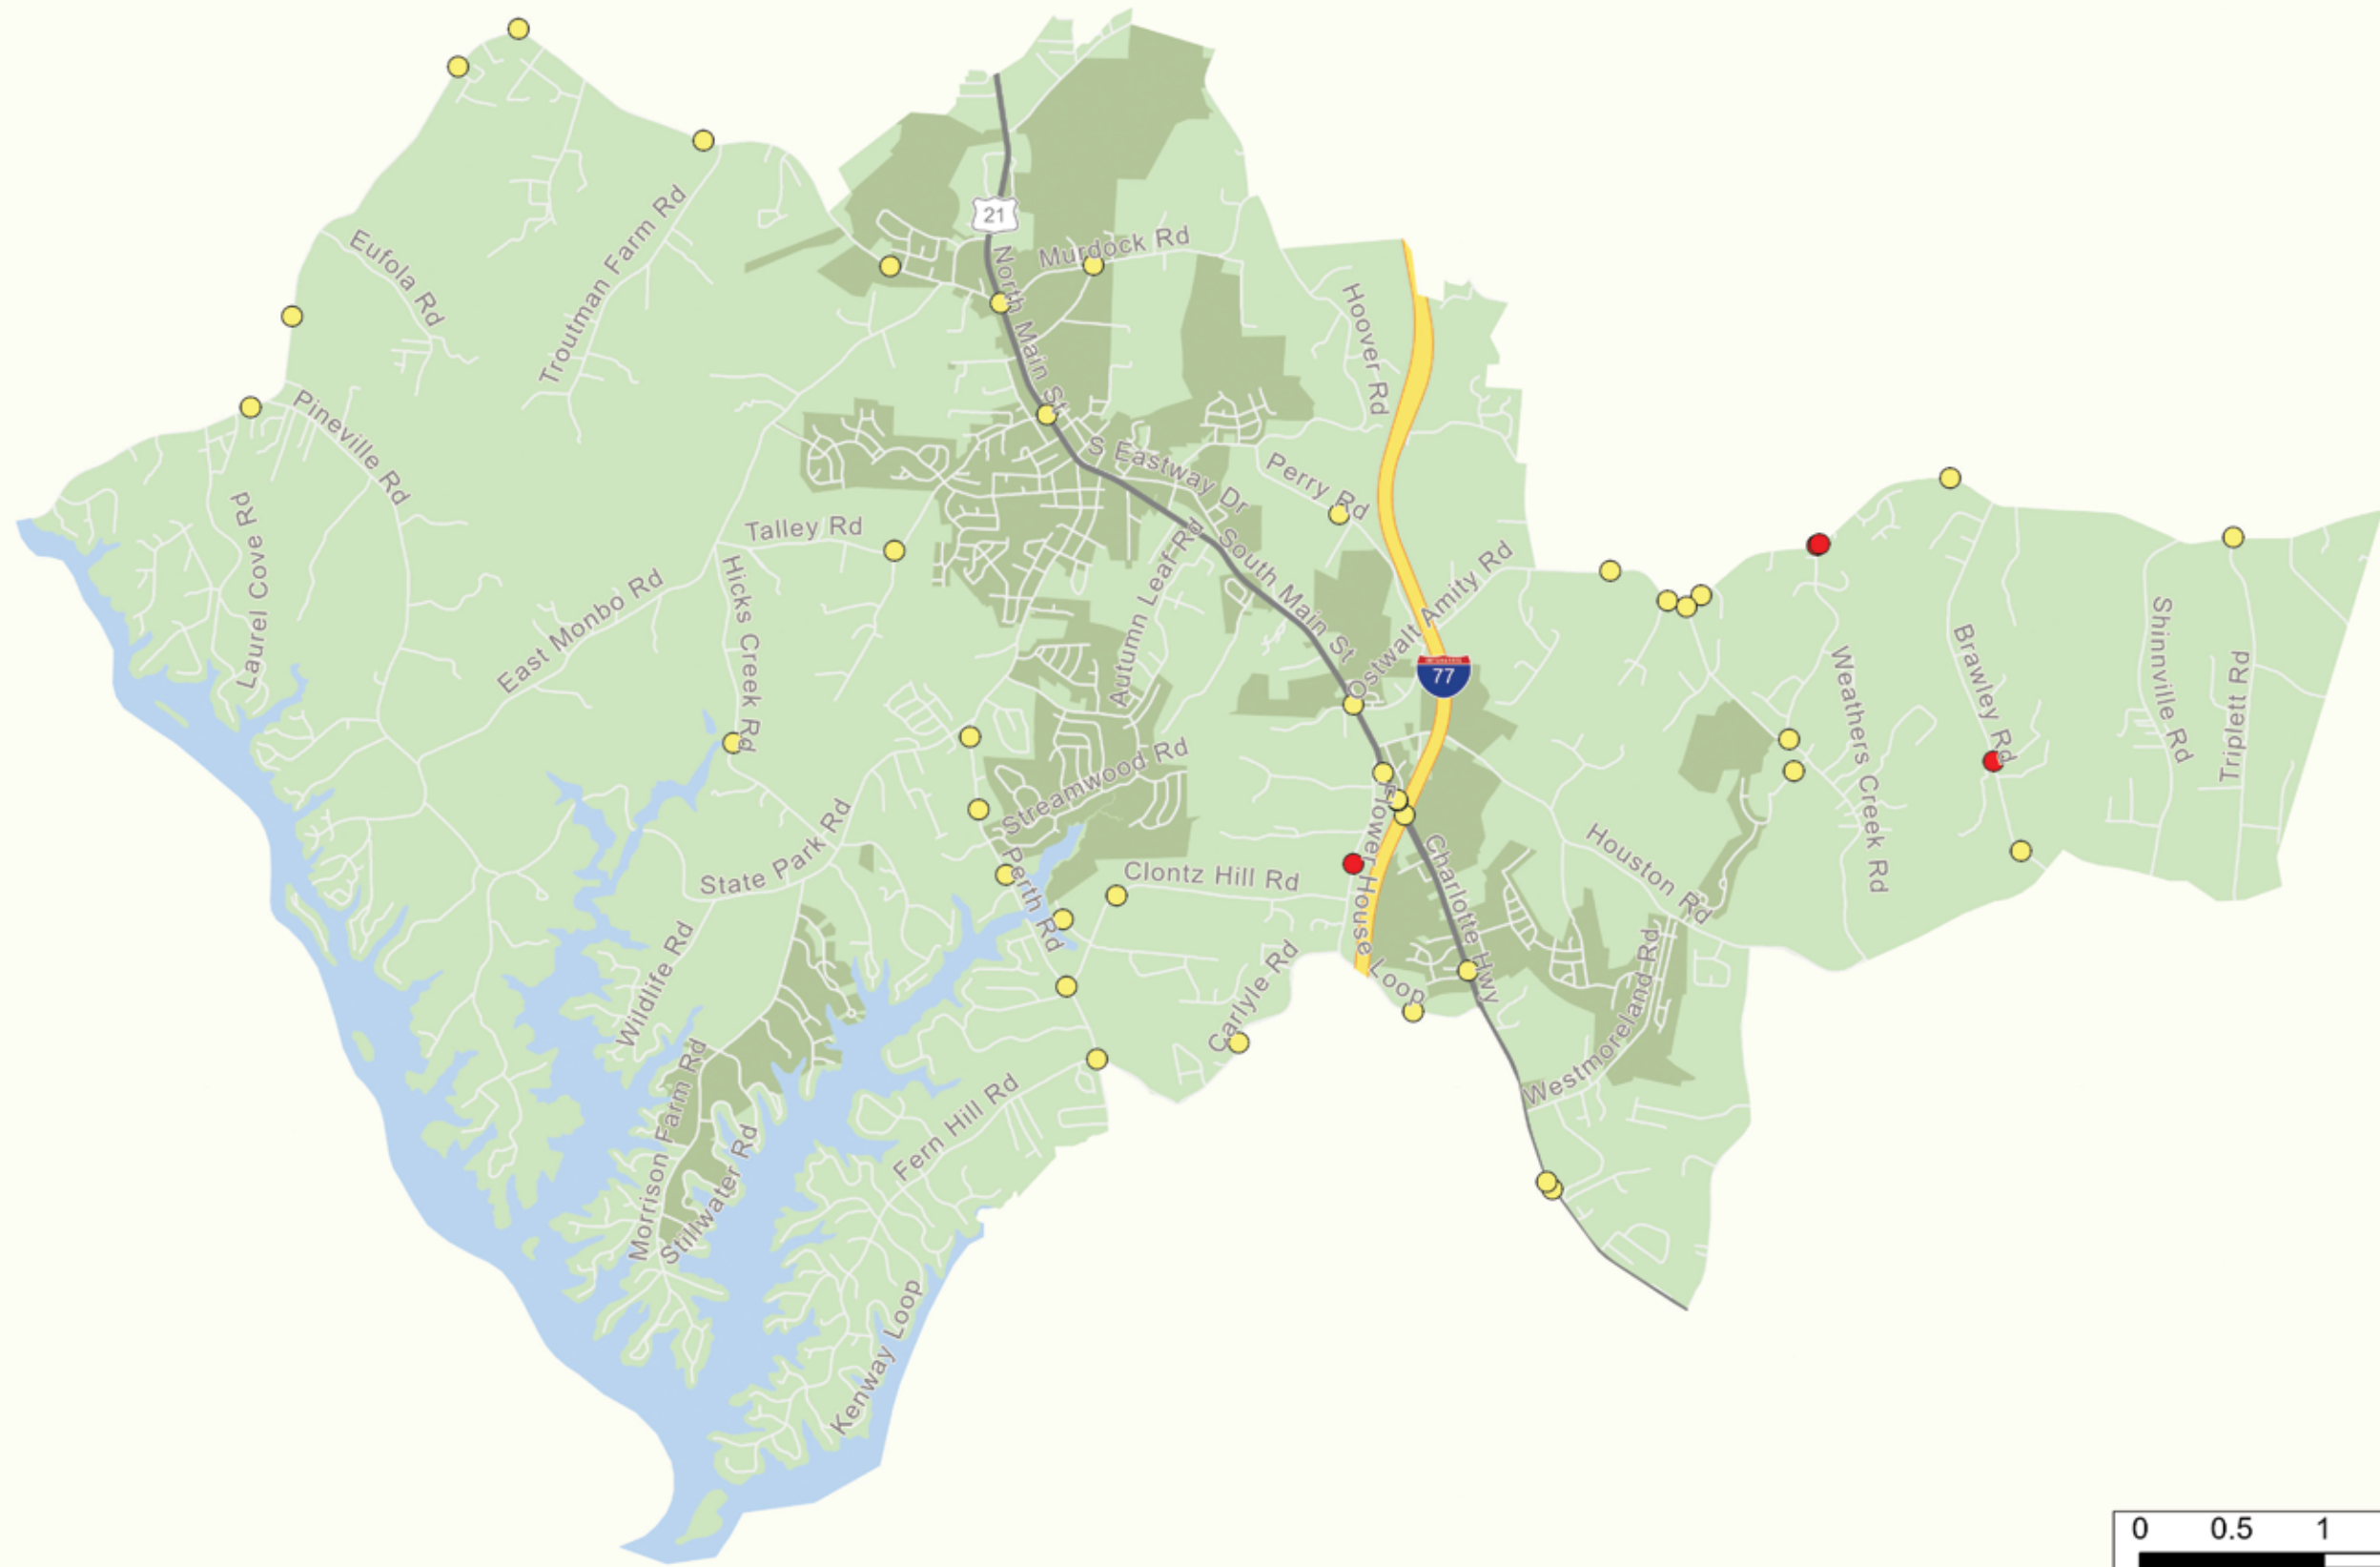 21
North Main St
Murdock Rd
Eufola Rd
Troutman Farm Rd
Hoover Rd
Pineville Rd
S Eastway Dr
Perry Rd
Laurel Cove Rd
Talley Rd
Autumn Leaf Rd
South Main St
Ostwalt Amity Rd
East Monbo Rd
Hicks Creek Rd
77
Weathers Creek Rd
Brawley Rd
Shinnville Rd
Triplett Rd
Streamwood Rd
State Park Rd
Perth Rd
Clontz Hill Rd
Flower House Loop
Charlotte Hwy
Houston Rd
Wildlife Rd
Carlyle Rd
Westmoreland Rd
Morrison Farm Rd
Stillwater Rd
Fern Hill Rd
Kenway Loop
0 0.5 1